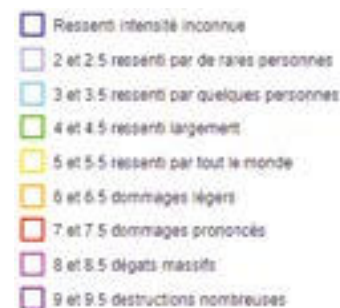 Ressenti intensité inconnue
2 et 2.5 ressenti par de rares personnes
3 et 3.5 ressenti par quelques personnes
4 et 4.5 ressenti largement
5 et 5.5 ressenti par tout le monde
6 et 6.5 dommages légers
7 et 7.5 dommages prononcés
8 et 8.5 dégats massifs
9 et 9.5 destructions nombreuses